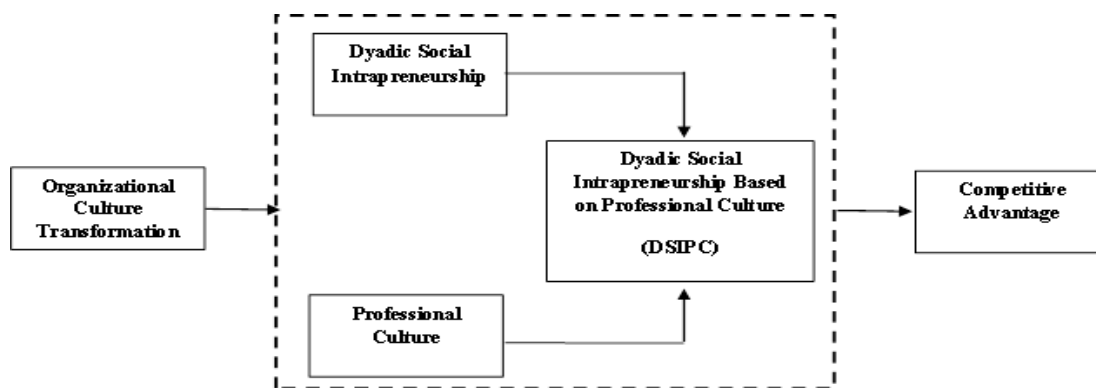 Organizational
Culture
Transformation
Dyadic Social
Intrapreneurship
Professional
Culture
Dyadic Social
Intrapreneurship Based
on Professional Culture
(DSIPC)
Competitive
Advantage